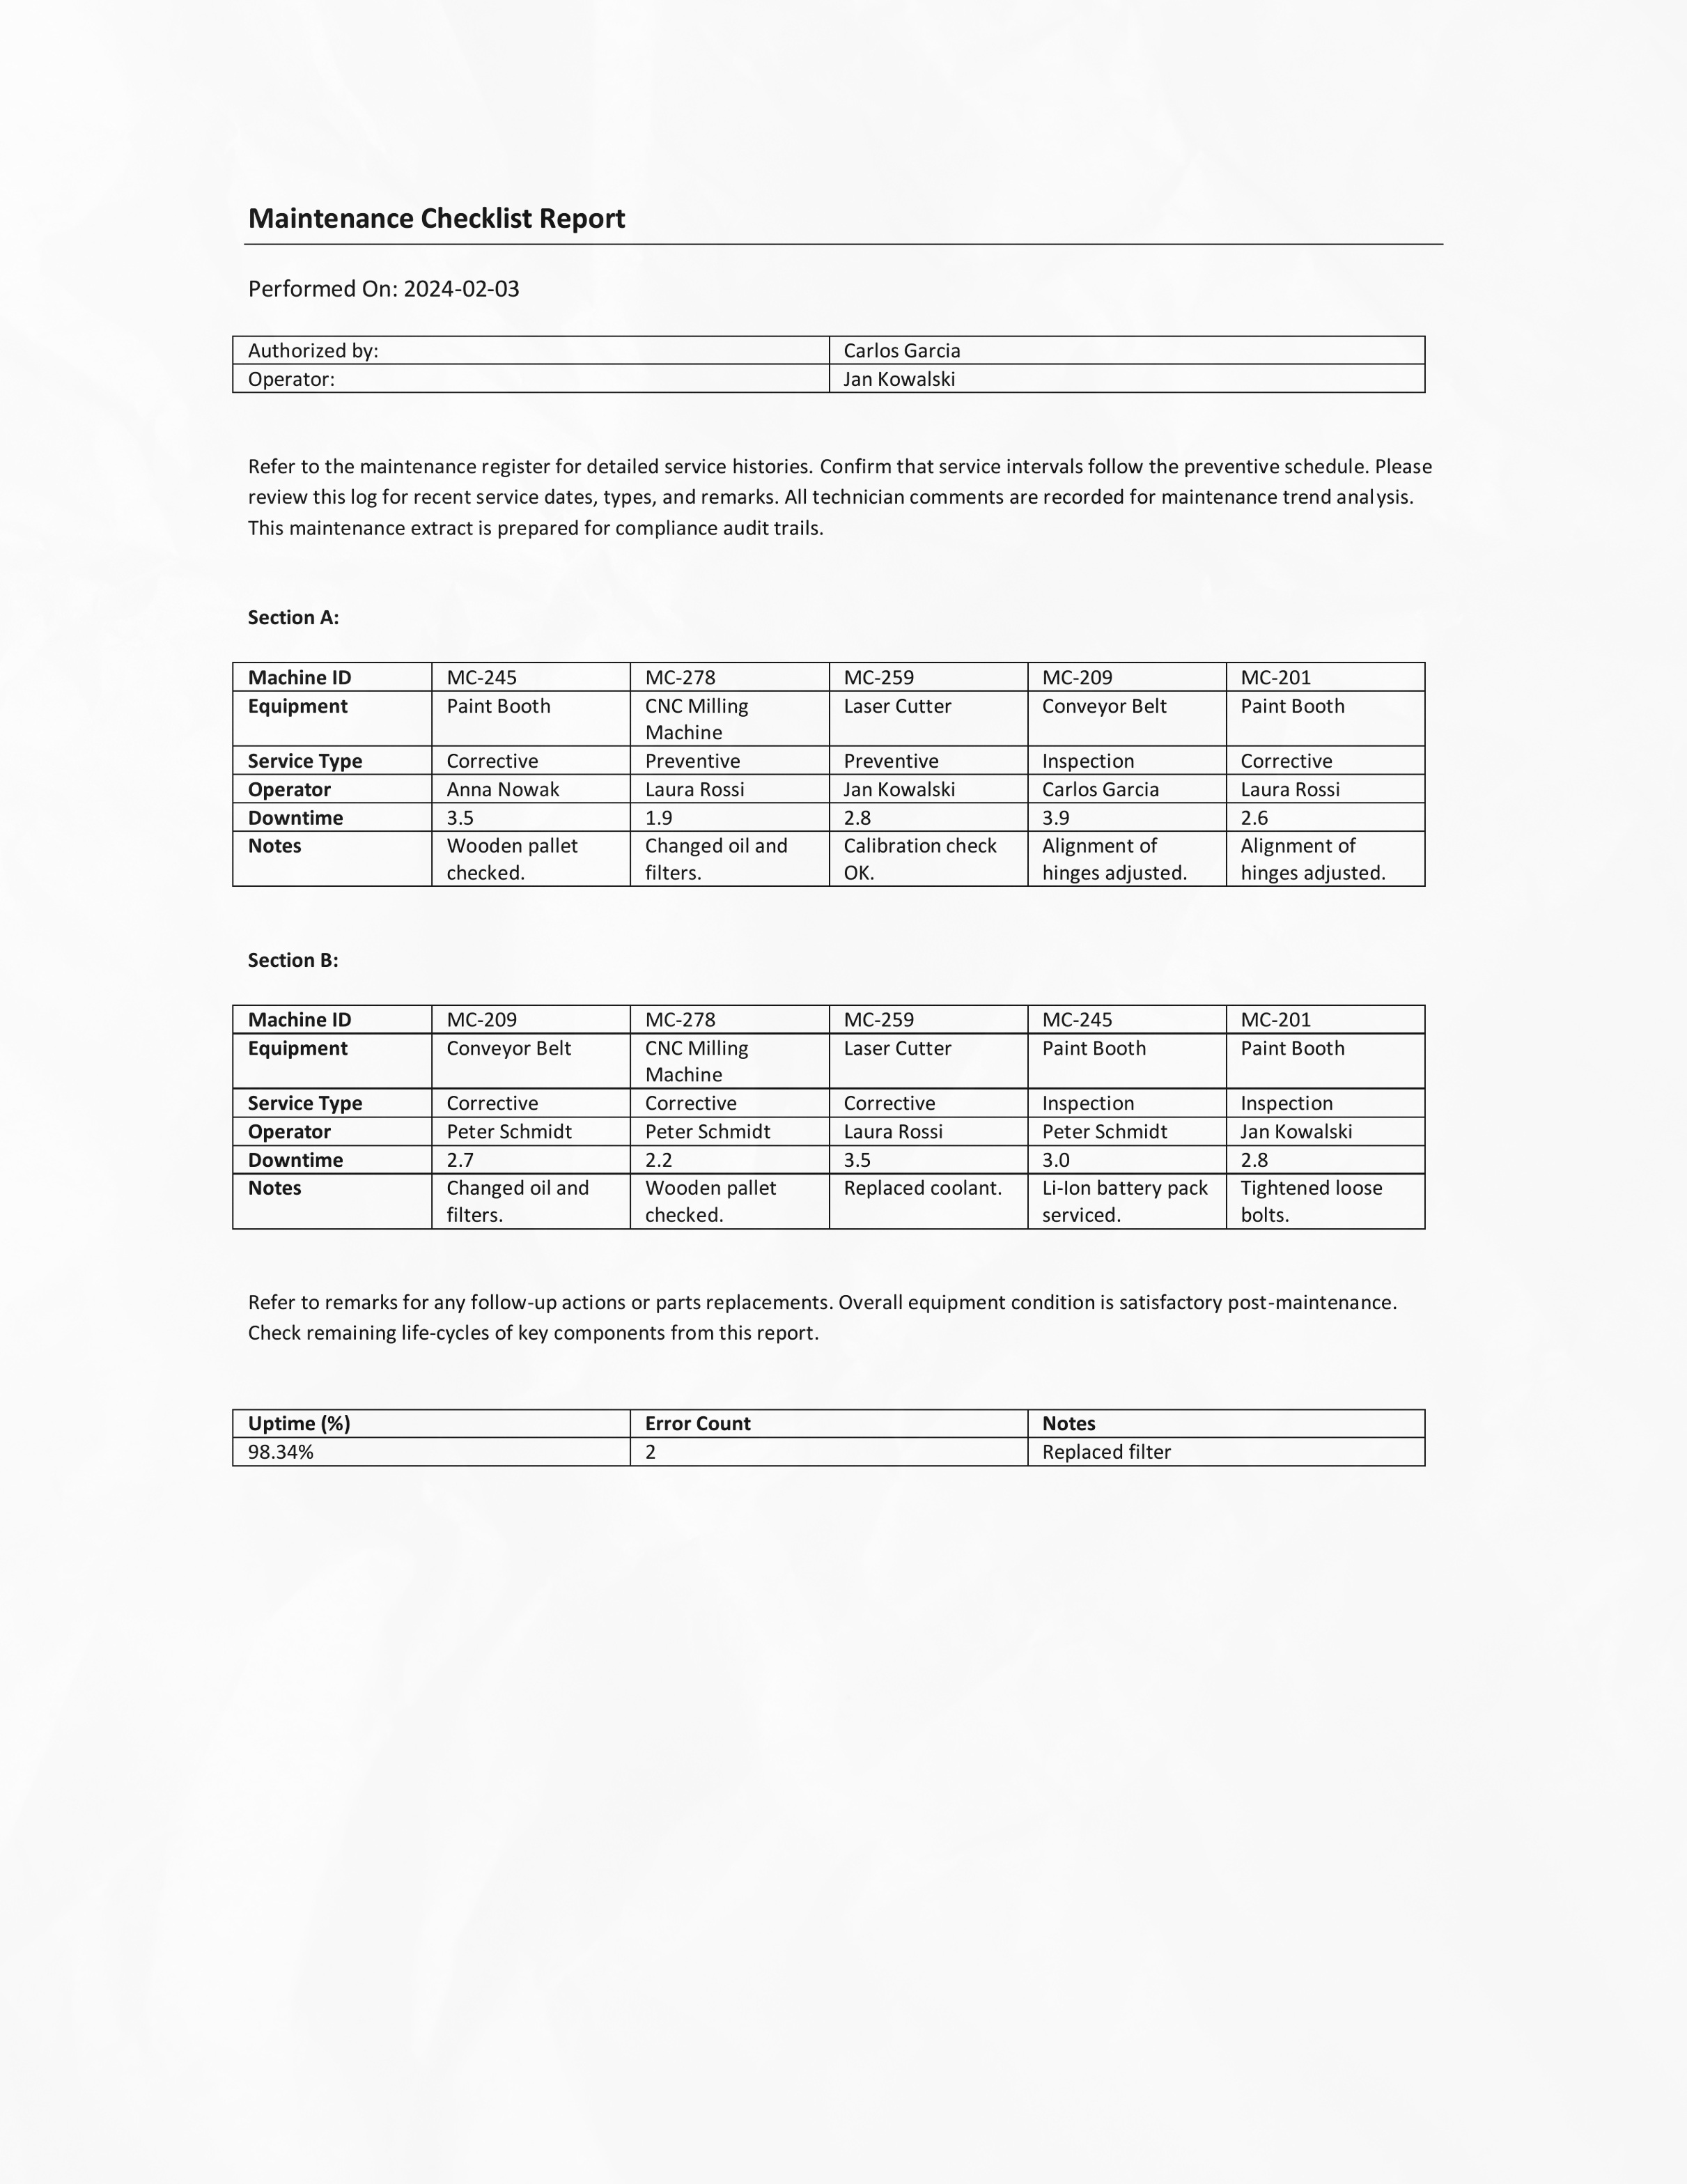 Maintenance Checklist Report
Performed On: 2024-02-03
Authorized by: Carlos Garcia
Operator: Jan Kowalski
Refer to the maintenance register for detailed service histories. Confirm that service intervals follow the preventive schedule. Please
review this log for recent service dates, types, and remarks. All technician comments are recorded for maintenance trend analysis.
This maintenance extract is prepared for compliance audit trails.
Section A:
Machine ID MC-245 MC-278 MC-259 MC-209 MC-201
Equipment Paint Booth CNC Milling Laser Cutter Conveyor Belt Paint Booth
Machine
Service Type Corrective Preventive Preventive Inspection Corrective
Operator Anna Nowak Laura Rossi Jan Kowalski Carlos Garcia Laura Rossi
Downtime 3.5 1.9 2.8 3.9 2.6
Notes Wooden pallet Changed oil and Calibration check Alignment of Alignment of
checked. filters. OK. hinges adjusted. hinges adjusted.
Section B:
Machine ID MC-209 MC-278 MC-259 MC-245 MC-201
Equipment Conveyor Belt CNC Milling Laser Cutter Paint Booth Paint Booth
Machine
Service Type Corrective Corrective Corrective Inspection Inspection
Operator Peter Schmidt Peter Schmidt Laura Rossi Peter Schmidt Jan Kowalski
Downtime 2.7 2.2 3.5 3.0 2.8
Notes Changed oil and Wooden pallet Replaced coolant. Li-Ion battery pack Tightened loose
filters. checked. serviced. bolts.
Refer to remarks for any follow-up actions or parts replacements. Overall equipment condition is satisfactory post-maintenance.
Check remaining life-cycles of key components from this report.
Uptime (%) Error Count Notes
98.34% 2 Replaced filter